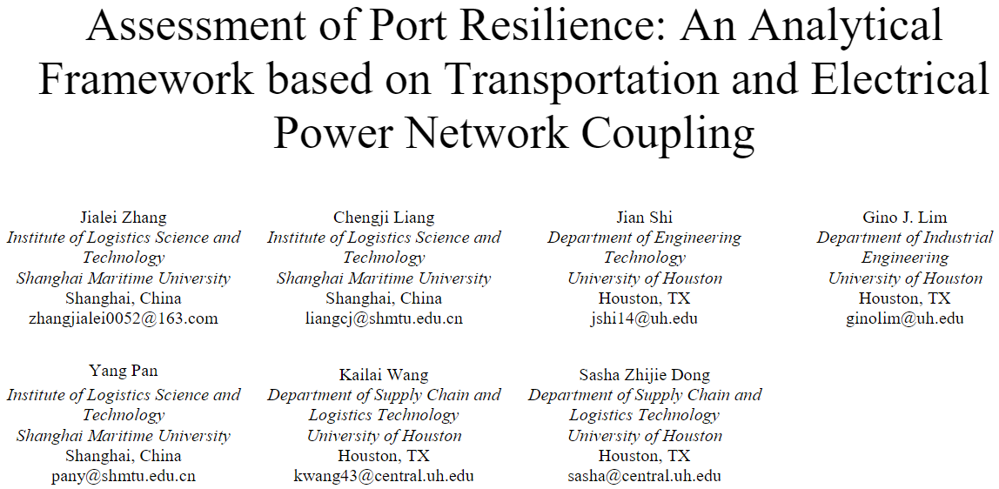 Assessment of Port Resilience: An Analytical
Framework based on Transportation and Electrical
Power Network Coupling
Jialei Zhang
Institute of Logistics Science and
Technology
Shanghai Maritime University
Shanghai, China
zhangjialei0052@163.com
Chengji Liang
Institute of Logistics Science and
Technology
Shanghai Maritime University
Shanghai, China
liangcj@shmtu.edu.cn
Jian Shi
Department of Engineering
Technology
University of Houston
Houston, TX
jshi14@uh.edu
Gino J. Lim
Department of Industrial
Engineering
University of Houston
Houston, TX
ginolim@uh.edu
Yang Pan
Institute of Logistics Science and
Technology
Shanghai Maritime University
Shanghai, China
pany@shmtu.edu.cn
Kailai Wang
Department of Supply Chain and
Logistics Technology
University of Houston
Houston, TX
kwang43@central.uh.edu
Sasha Zhijie Dong
Department of Supply Chain and
Logistics Technology
University of Houston
Houston, TX
sasha@central.uh.edu